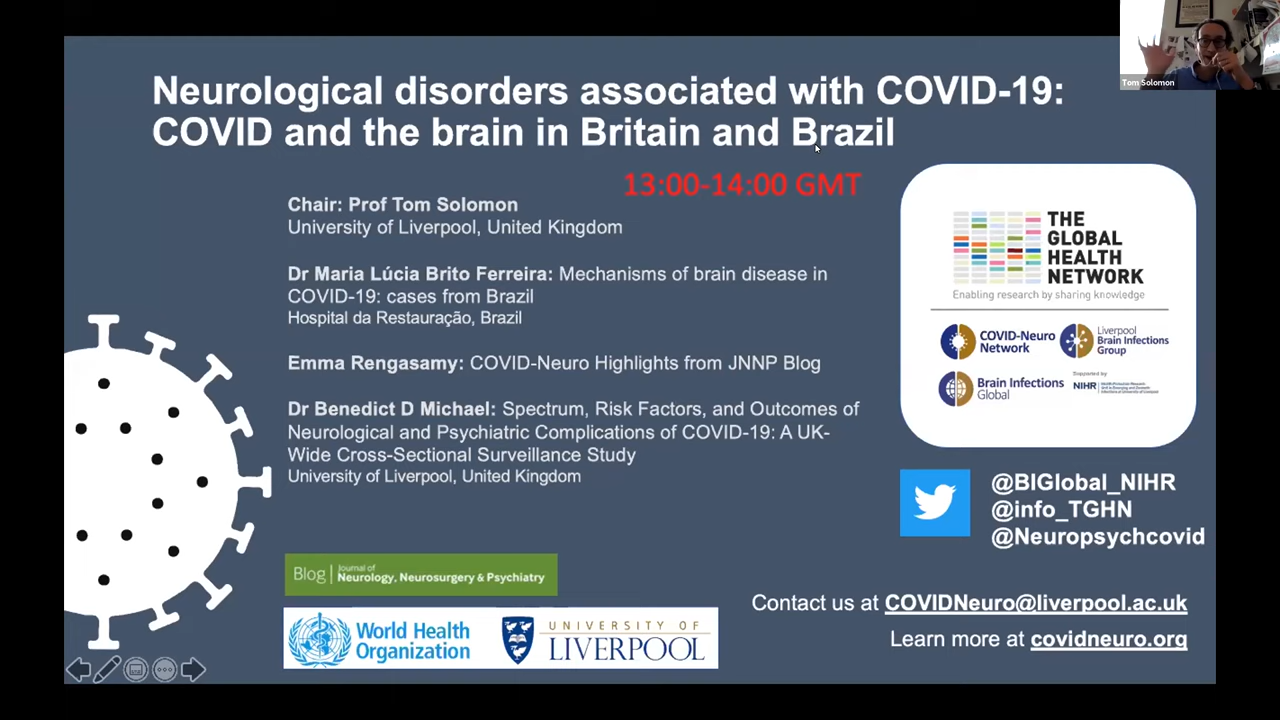 Tom Solomon
Neurological disorders associated with COVID-19:
COVID and the brain in Britain and Brazil
13:00-14:00 GMT
Chair: Prof Tom Solomon
University of Liverpool, United Kingdom
Dr Maria Lúcia Brito Ferreira: Mechanisms of brain disease in
COVID-19: cases from Brazil
Hospital da Restauração, Brazil
Emma Rengasamy: COVID-Neuro Highlights from JNNP Blog
Dr Benedict D Michael: Spectrum, Risk Factors, and Outcomes of
Neurological and Psychiatric Complications of COVID-19: A UK-
Wide Cross-Sectional Surveillance Study
University of Liverpool, United Kingdom
THE
GLOBAL
HEALTH
NETWORK
Enabling research by sharing knowledge
COVID-Neuro
Network
Liverpool
Brain Infections
Group
Brain Infections
Global
Supported by
NIHR
@BIGlobal_NIHR
@info_TGHN
@Neuropsychcovid
Blog
Journal of
Neurology, Neurosurgery & Psychiatry
World Health
Organization
UNIVERSITY OF
LIVERPOOL
Contact us at COVIDNeuro@liverpool.ac.uk
Learn more at covidneuro.org